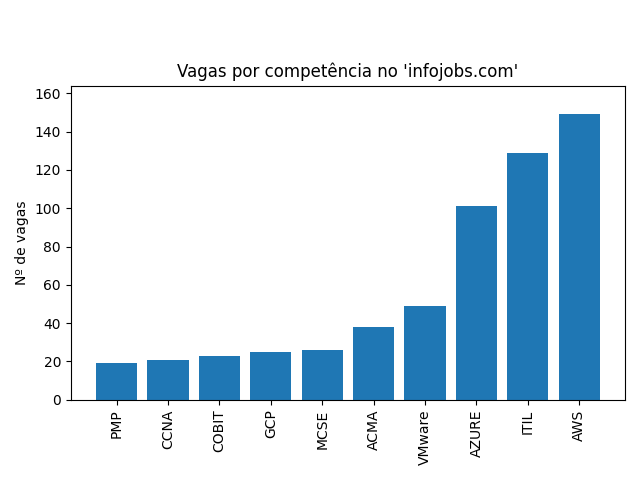 Vagas por competência no 'infojobs.com'
160
140
120
100
80
60
40
20
0
Nº de vagas
PMP
CCNA
COBIT
GCP
MCSE
ACMA
VMware
AZURE
ITIL
AWS